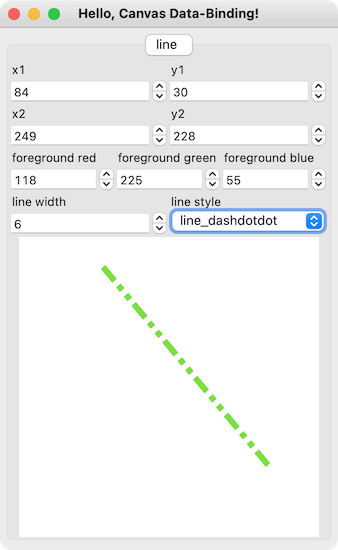 Hello, Canvas Data-Binding!
line
x1 y1
84 30
x2 y2
249 228
foreground red foreground green foreground blue
118 225 55
line width line style
6 line_dashdotdot